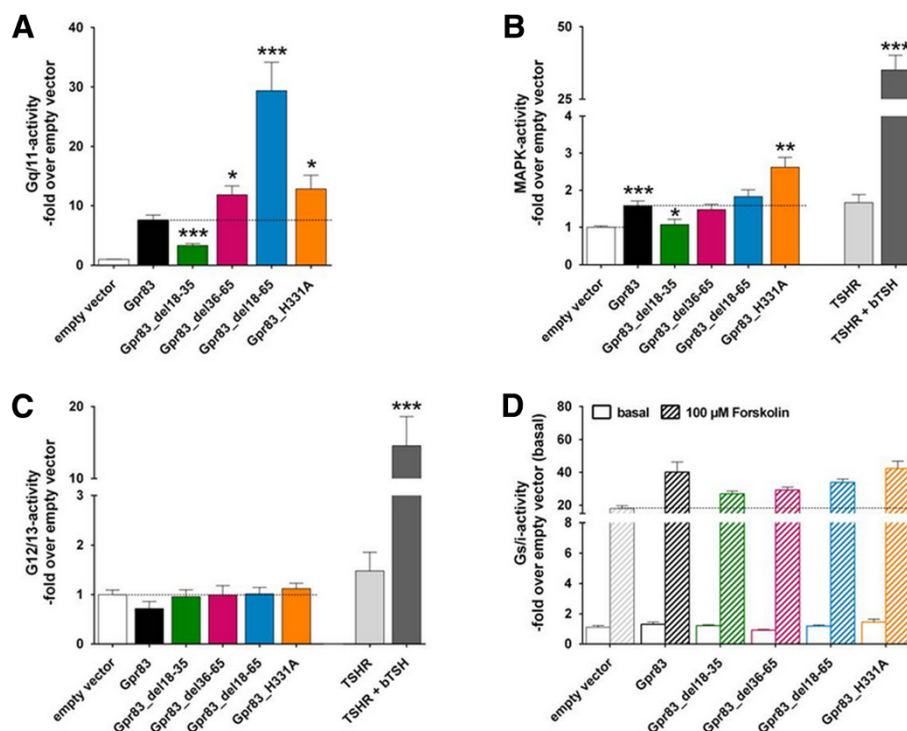 A
Gq/11-activity
-fold over empty vector
40
30
20
10
0
***
*
***
*
empty vector
Gpr83
Gpr83_del18-35
Gpr83_del36-65
Gpr83_del18-65
Gpr83_H331A
B
MAPK-activity
-fold over empty vector
50
25
4
3
2
1
0
***
*
**
***
empty vector
Gpr83
Gpr83_del18-35
Gpr83_del36-65
Gpr83_del18-65
Gpr83_H331A
TSHR
TSHR + bTSH
C
G12/13-activity
-fold over empty vector
20
10
3
2
1
0
***
empty vector
Gpr83
Gpr83_del18-35
Gpr83_del36-65
Gpr83_del18-65
Gpr83_H331A
TSHR
TSHR + bTSH
D
Gs/i-activity
-fold over empty vector (basal)
80
60
40
20
8
6
4
2
0
basal
100 µM Forskolin
empty vector
Gpr83
Gpr83_del18-35
Gpr83_del36-65
Gpr83_del18-65
Gpr83_H331A